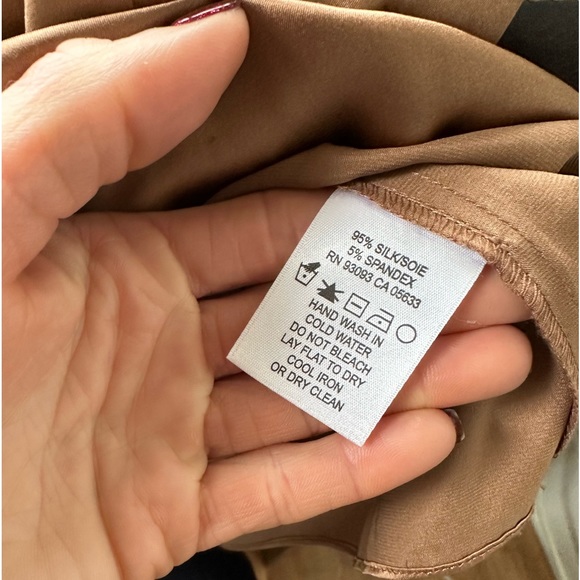 95% SILK/SOIE
5% SPANDEX
RN 93093 CA 05633
HAND WASH IN
COLD WATER
DO NOT BLEACH
LAY FLAT TO DRY
COOL IRON
OR DRY CLEAN